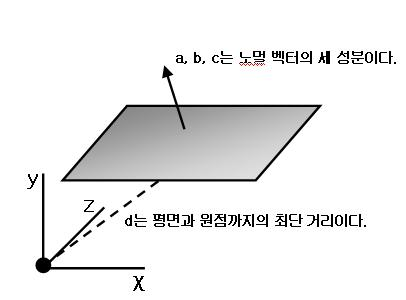 a, b, c는 노멀 벡터의 세 성분이다.
y
z
d는 평면과 원점까지의 최단 거리이다.
X